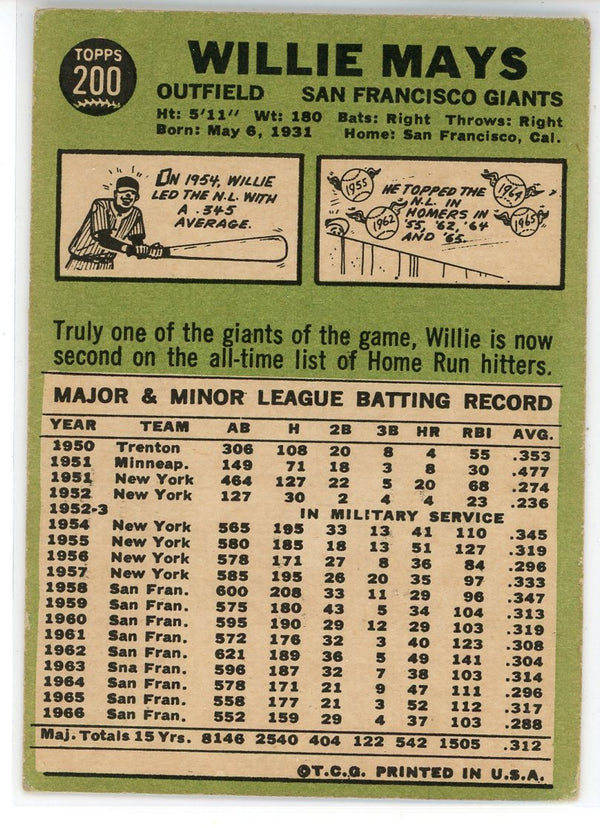 TOPPS
200
WILLIE MAYS
OUTFIELD SAN FRANCISCO GIANTS
Ht: 5'11" Wt: 180 Bats: Right Throws: Right
Born: May 6, 1931 Home: San Francisco, Cal.
ON 1954, WILLIE
LED THE N.L. WITH
A .345
AVERAGE.
1955
1964
1962
1965
HE TOPPED THE
N.L. IN
HOMERS IN
'55, '62, '64
AND '65.
Truly one of the giants of the game, Willie is now
second on the all-time list of Home Run hitters.
MAJOR & MINOR LEAGUE BATTING RECORD
YEAR TEAM AB H 2B 3B HR RBI AVG.
1950 Trenton 306 108 20 8 4 55 .353
1951 Minneap. 149 71 18 3 8 30 .477
1951 New York 464 127 22 5 20 68 .274
1952 New York 127 30 2 4 4 23 .236
1952-3 IN MILITARY SERVICE
1954 New York 565 195 33 13 41 110 .345
1955 New York 580 185 18 13 51 127 .319
1956 New York 578 171 27 8 36 84 .296
1957 New York 585 195 26 20 35 97 .333
1958 San Fran. 600 208 33 11 29 96 .347
1959 San Fran. 575 180 43 5 34 104 .313
1960 San Fran. 595 190 29 12 29 103 .319
1961 San Fran. 572 176 32 3 40 123 .308
1962 San Fran. 621 189 36 5 49 141 .304
1963 Sna Fran. 596 187 32 7 38 103 .314
1964 San Fran. 578 171 21 9 47 111 .296
1965 San Fran. 558 177 21 3 52 112 .317
1966 San Fran. 552 159 29 4 37 103 .288
Maj. Totals 15 Yrs. 8146 2540 404 122 542 1505 .312
©T.C.G. PRINTED IN U.S.A.